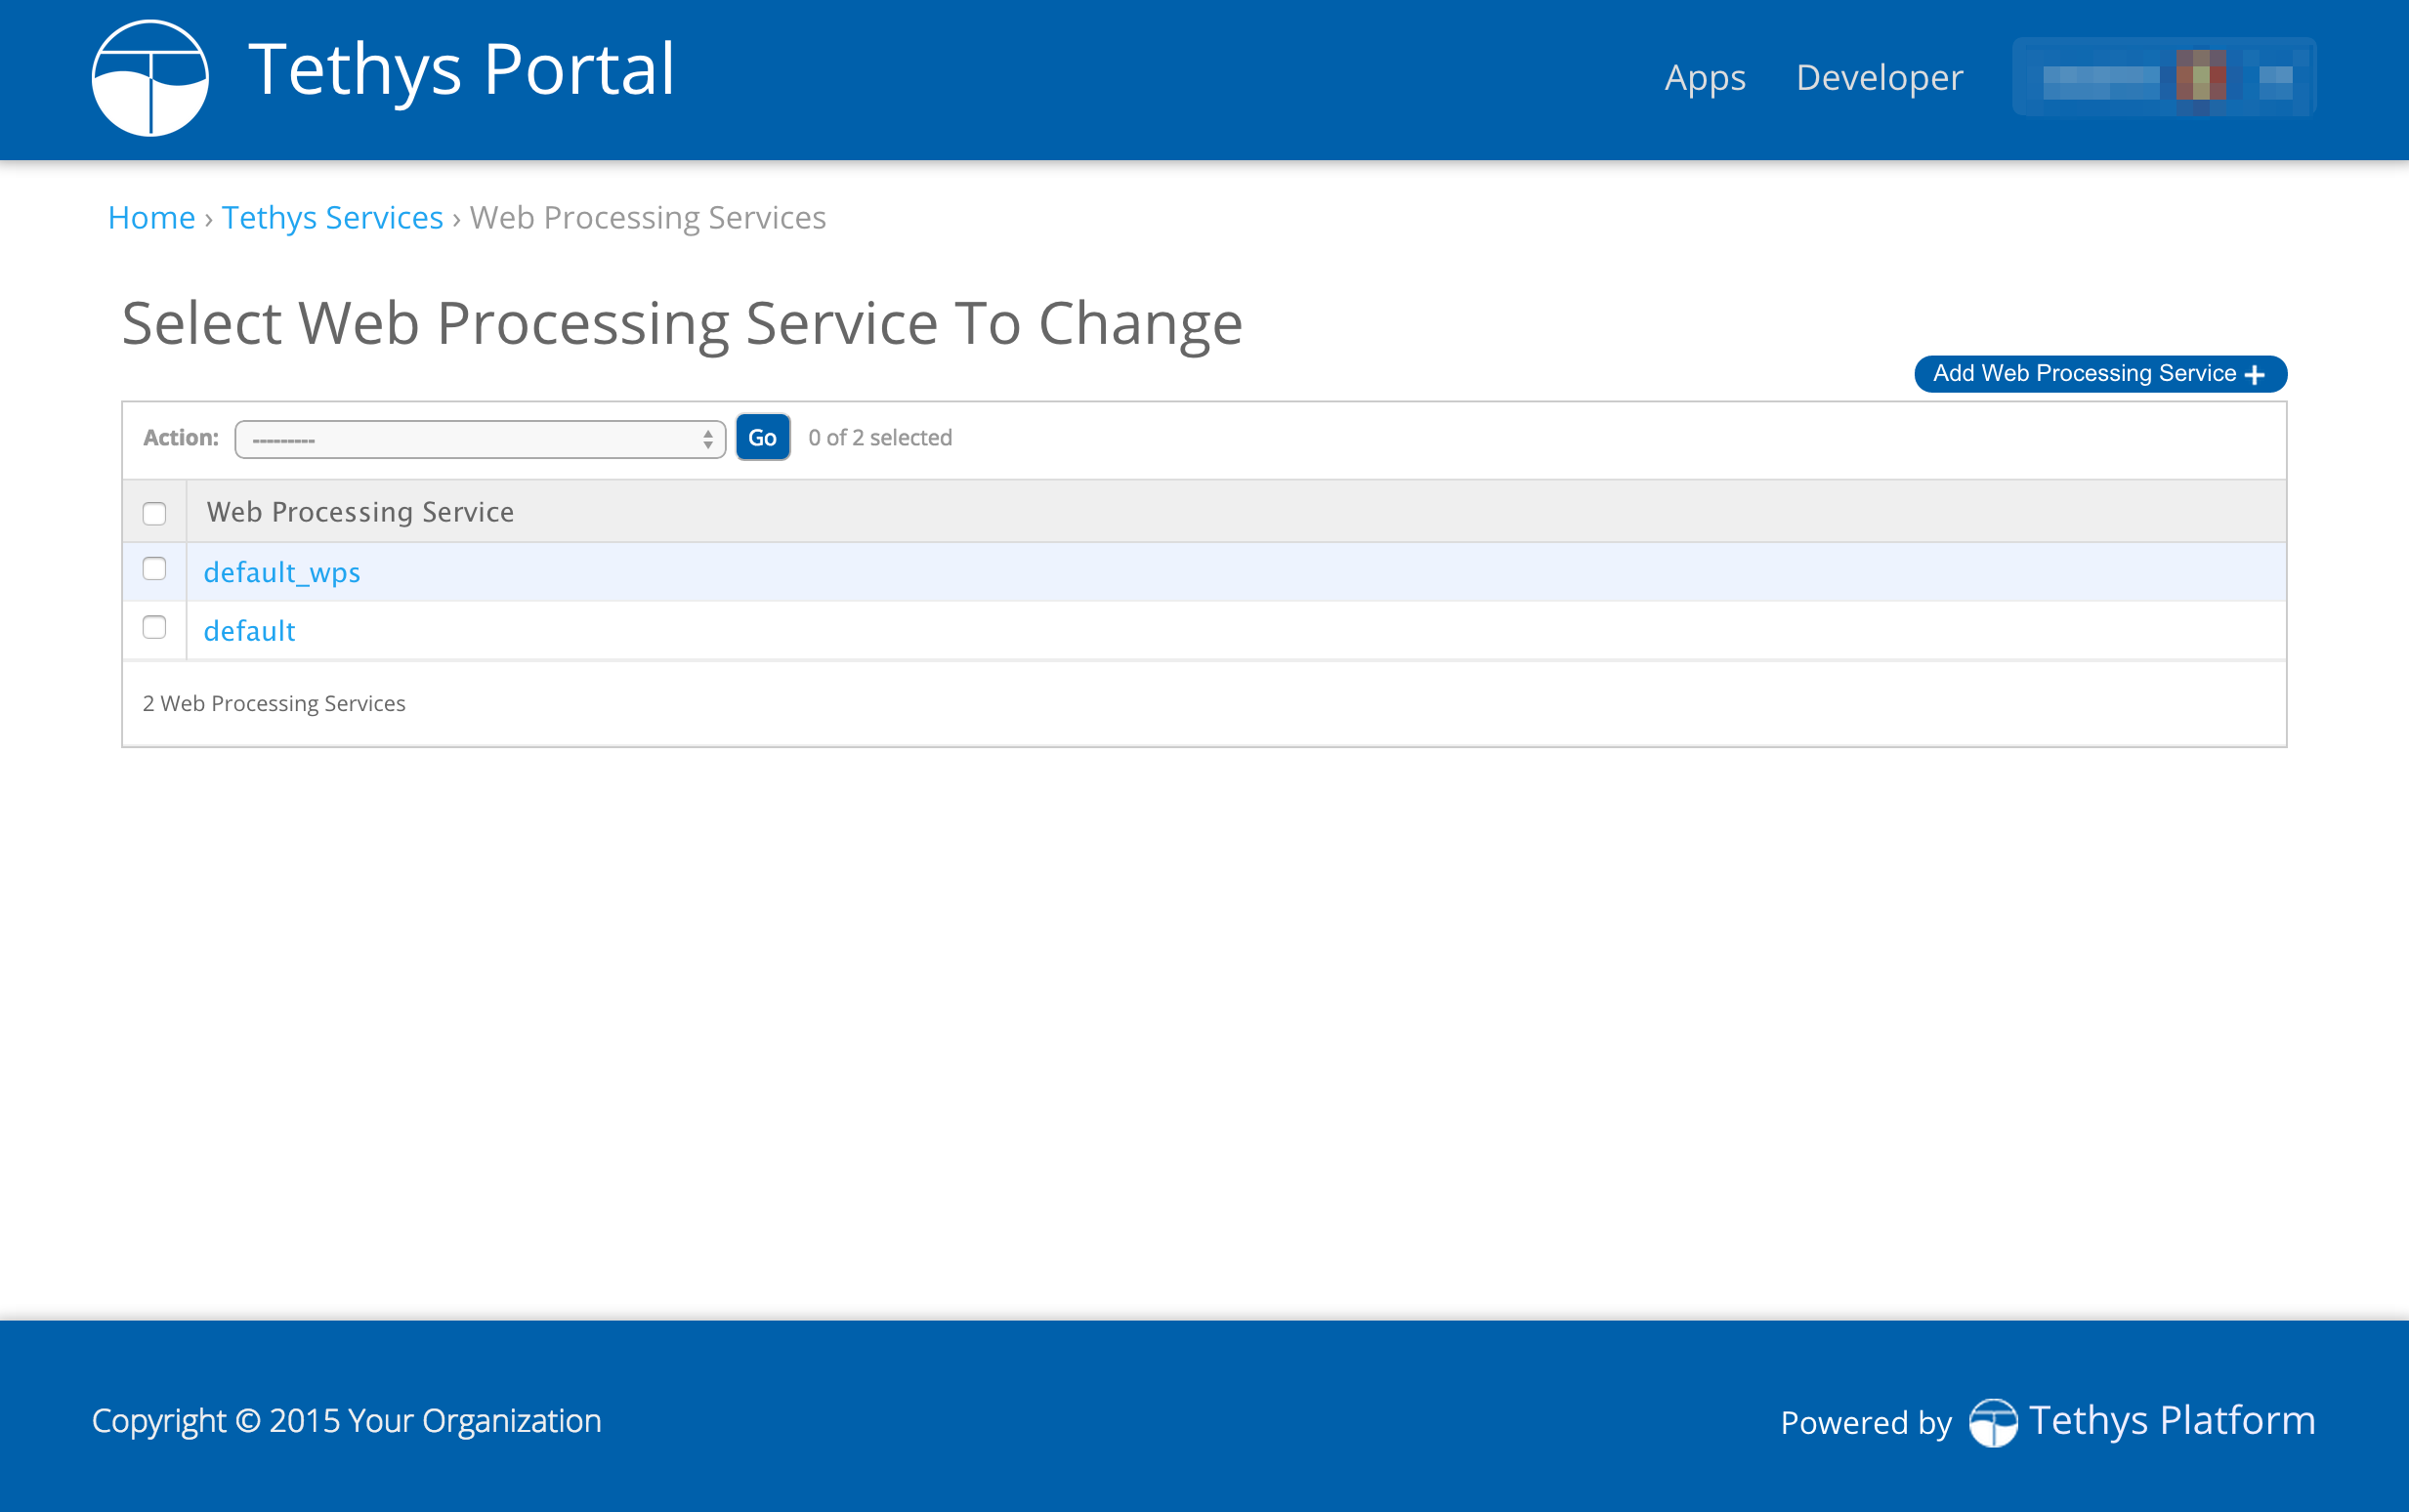 Tethys Portal
Apps Developer
Home › Tethys Services › Web Processing Services
Select Web Processing Service To Change
Add Web Processing Service +
Action: --------- Go 0 of 2 selected
Web Processing Service
default_wps
default
2 Web Processing Services
Copyright © 2015 Your Organization
Powered by Tethys Platform